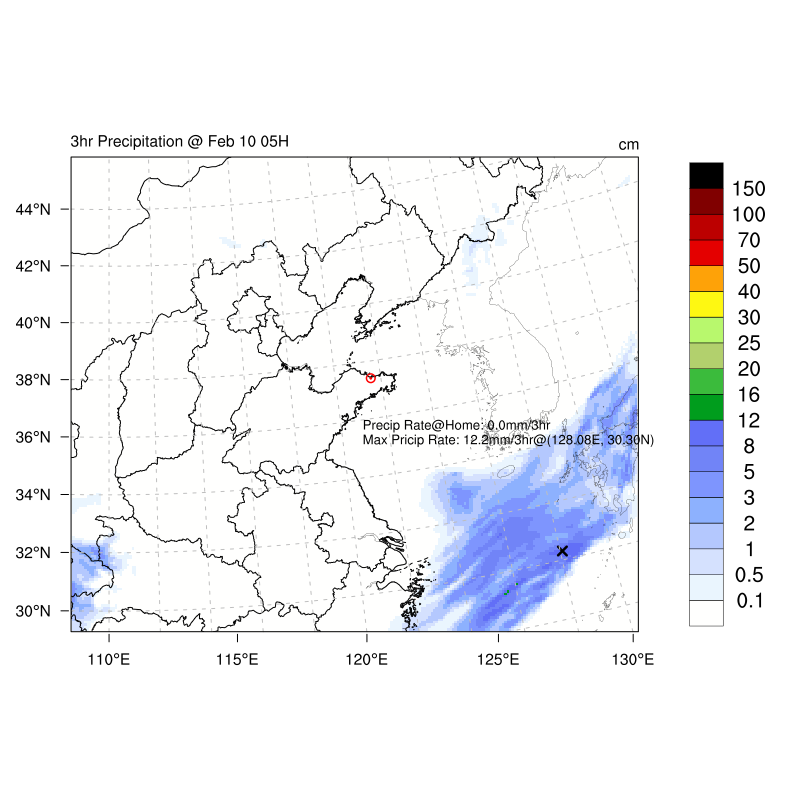 3hr Precipitation @ Feb 10 05H
cm
44°N
42°N
40°N
38°N
36°N
34°N
32°N
30°N
Precip Rate@Home: 0.0mm/3hr
Max Pricip Rate: 12.2mm/3hr@(128.08E, 30.30N)
110°E
115°E
120°E
125°E
130°E
150
100
70
50
40
30
25
20
16
12
8
5
3
2
1
0.5
0.1